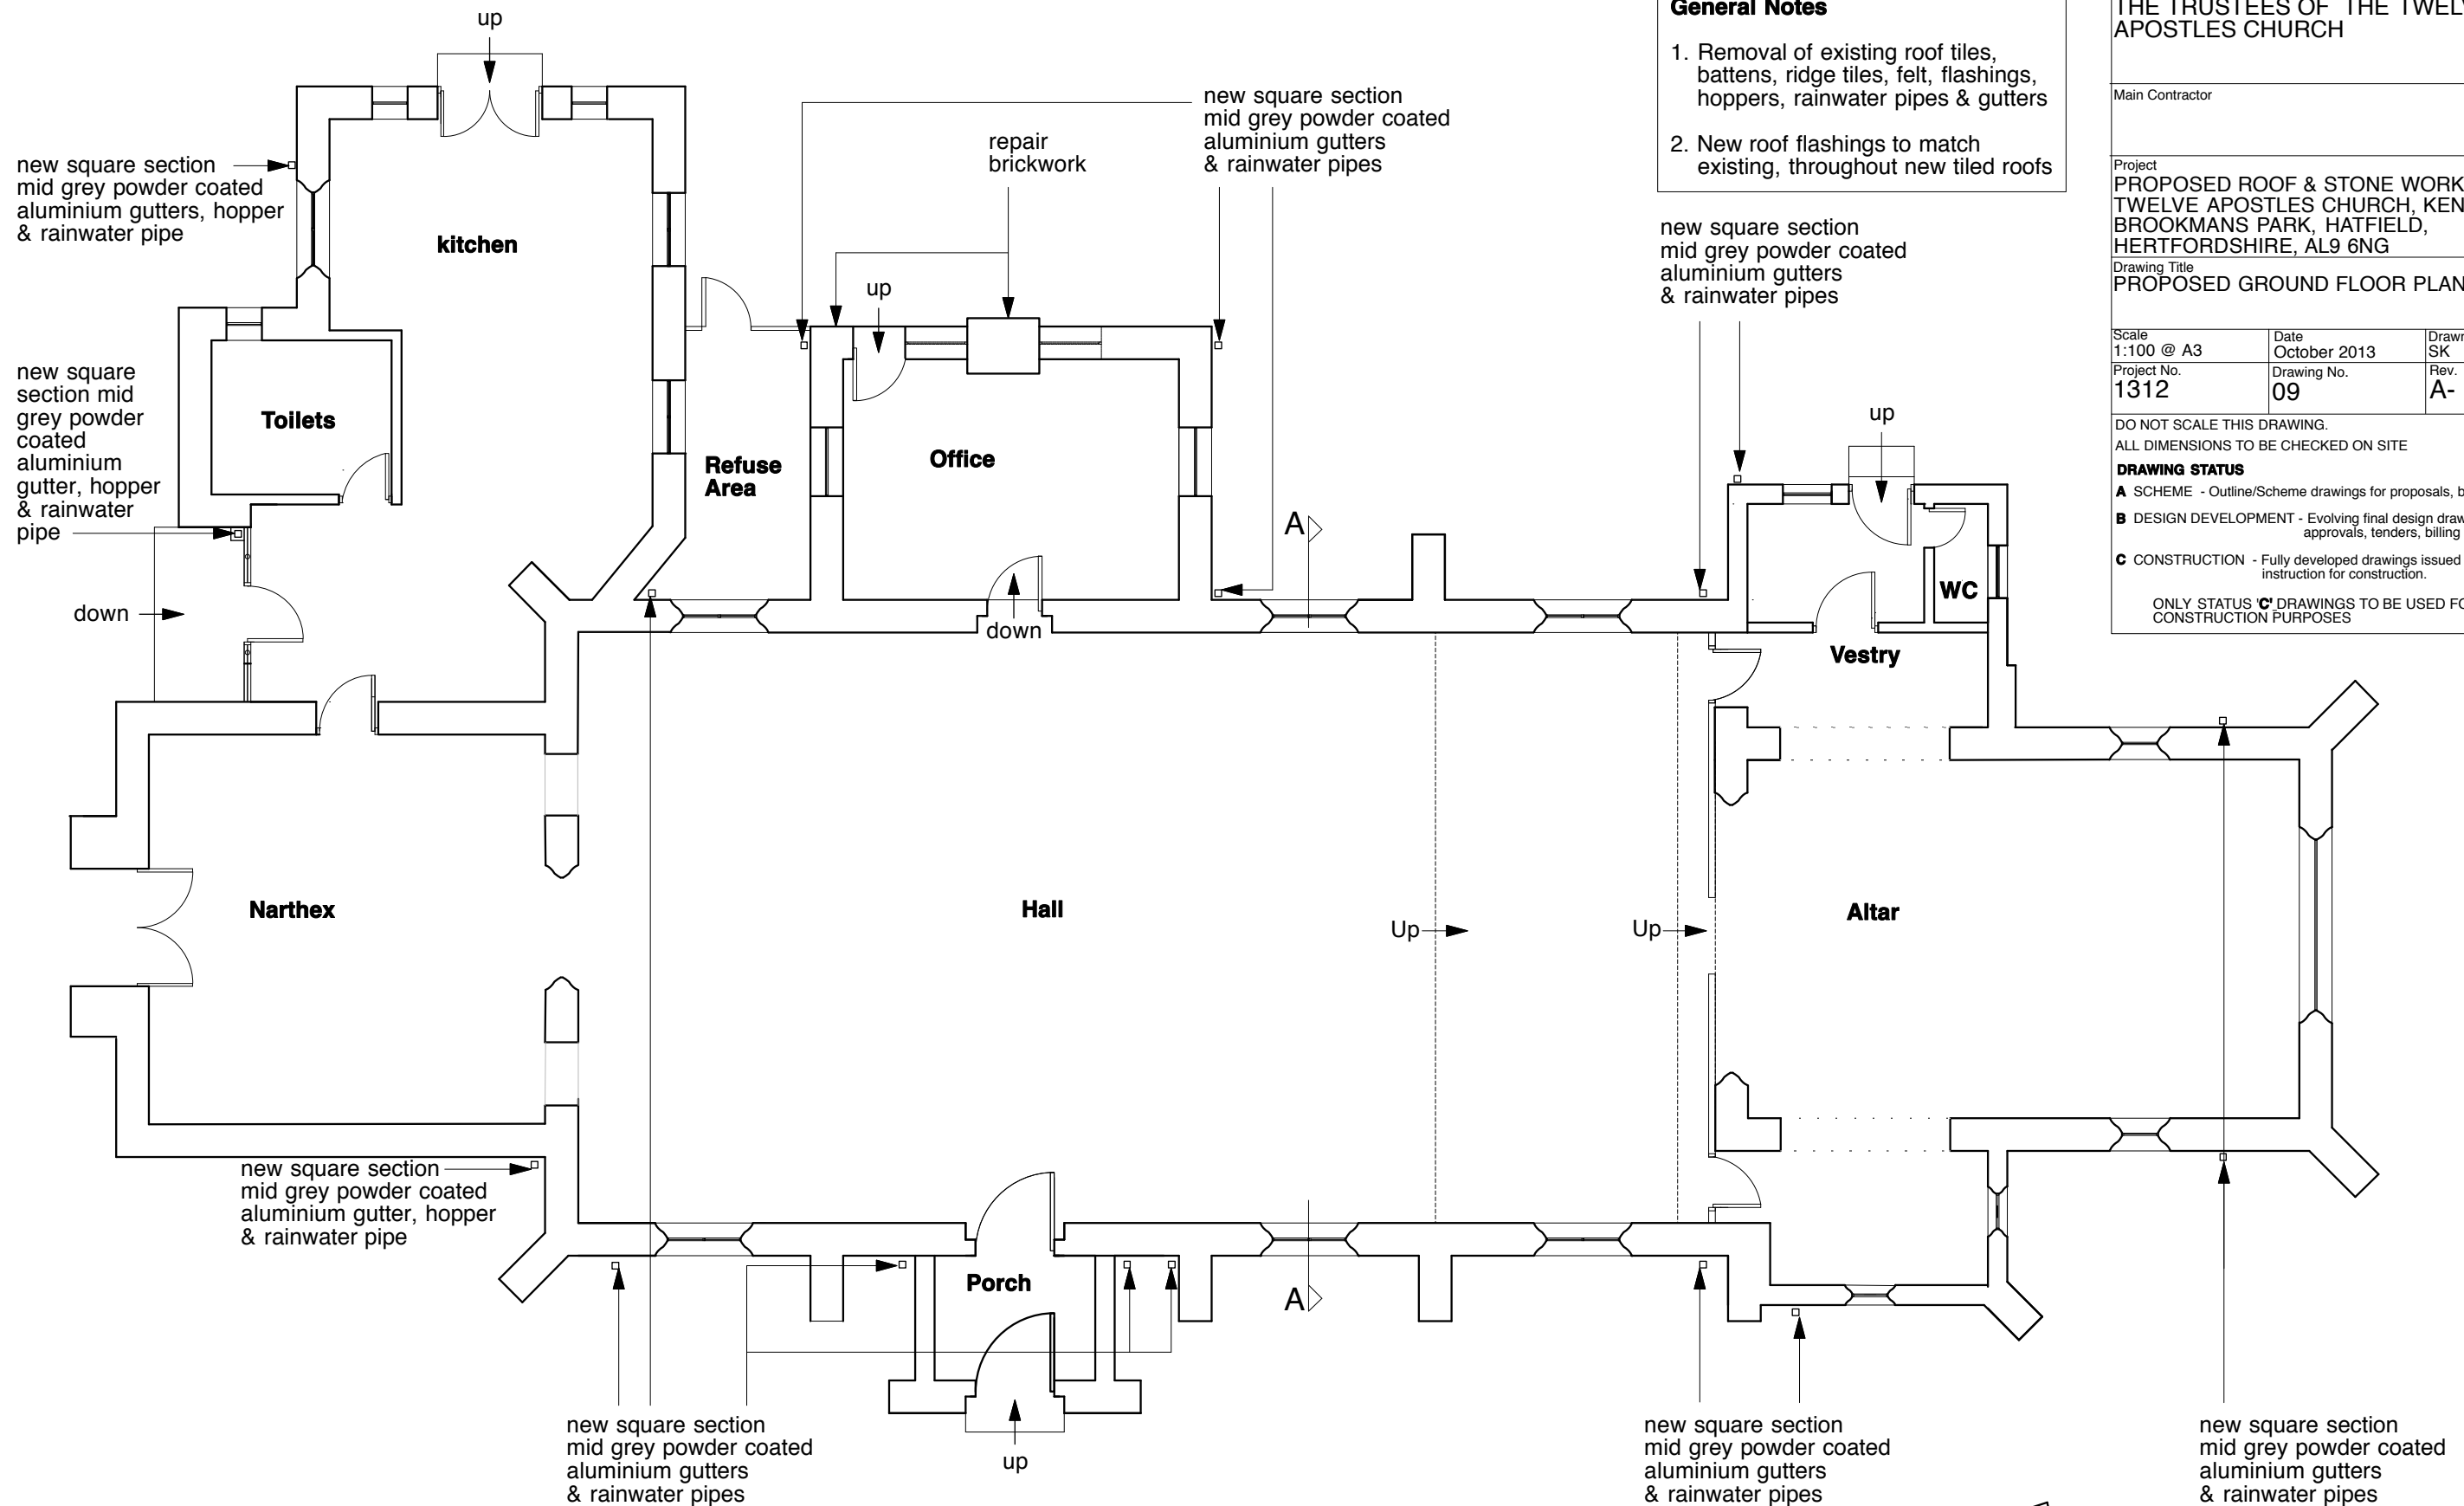 up
new square section
mid grey powder coated
aluminium gutters, hopper
& rainwater pipe
kitchen
new square
section mid
grey powder
coated
aluminium
gutter, hopper
& rainwater
pipe
Toilets
down
repair
brickwork
new square section
mid grey powder coated
aluminium gutters
& rainwater pipes
up
Refuse
Area
Office
down
A
General Notes
1. Removal of existing roof tiles,
battens, ridge tiles, felt, flashings,
hoppers, rainwater pipes & gutters
2. New roof flashings to match
existing, throughout new tiled roofs
new square section
mid grey powder coated
aluminium gutters
& rainwater pipes
up
WC
Vestry
THE TRUSTEES OF THE TWELV
APOSTLES CHURCH
Main Contractor
Project
PROPOSED ROOF & STONE WORK
TWELVE APOSTLES CHURCH, KEN
BROOKMANS PARK, HATFIELD,
HERTFORDSHIRE, AL9 6NG
Drawing Title
PROPOSED GROUND FLOOR PLAN
Scale
1:100 @ A3
Date
October 2013
Drawn
SK
Project No.
1312
Drawing No.
09
Rev.
A-
DO NOT SCALE THIS DRAWING.
ALL DIMENSIONS TO BE CHECKED ON SITE
DRAWING STATUS
A SCHEME - Outline/Scheme drawings for proposals, b
B DESIGN DEVELOPMENT - Evolving final design draw
approvals, tenders, billing
C CONSTRUCTION - Fully developed drawings issued
instruction for construction.
ONLY STATUS 'C' DRAWINGS TO BE USED FO
CONSTRUCTION PURPOSES
Narthex
Hall
Up
Up
Altar
new square section
mid grey powder coated
aluminium gutter, hopper
& rainwater pipe
Porch
A
up
new square section
mid grey powder coated
aluminium gutters
& rainwater pipes
new square section
mid grey powder coated
aluminium gutters
& rainwater pipes
new square section
mid grey powder coated
aluminium gutters
& rainwater pipes